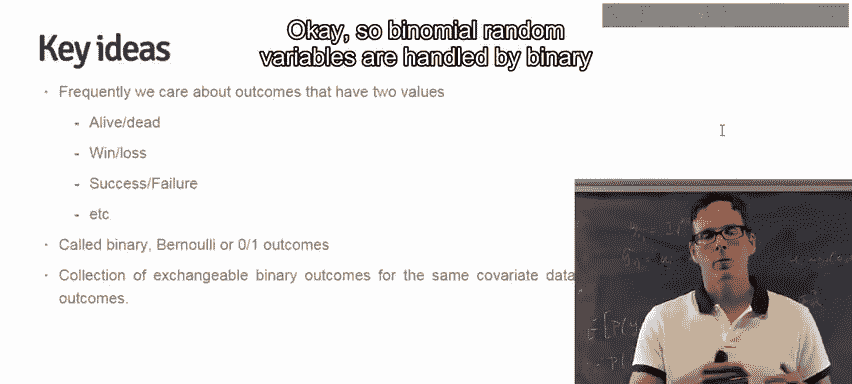 Key ideas
Okay, so binomial random
variables are handled by binary
· Frequently we care about outcomes that have two values
- Alive/dead
- Win/loss
- Success/Failure
- etc
· Called binary, Bernoulli or 0/1 outcomes
· Collection of exchangeable binary outcomes for the same covariate data
outcomes.